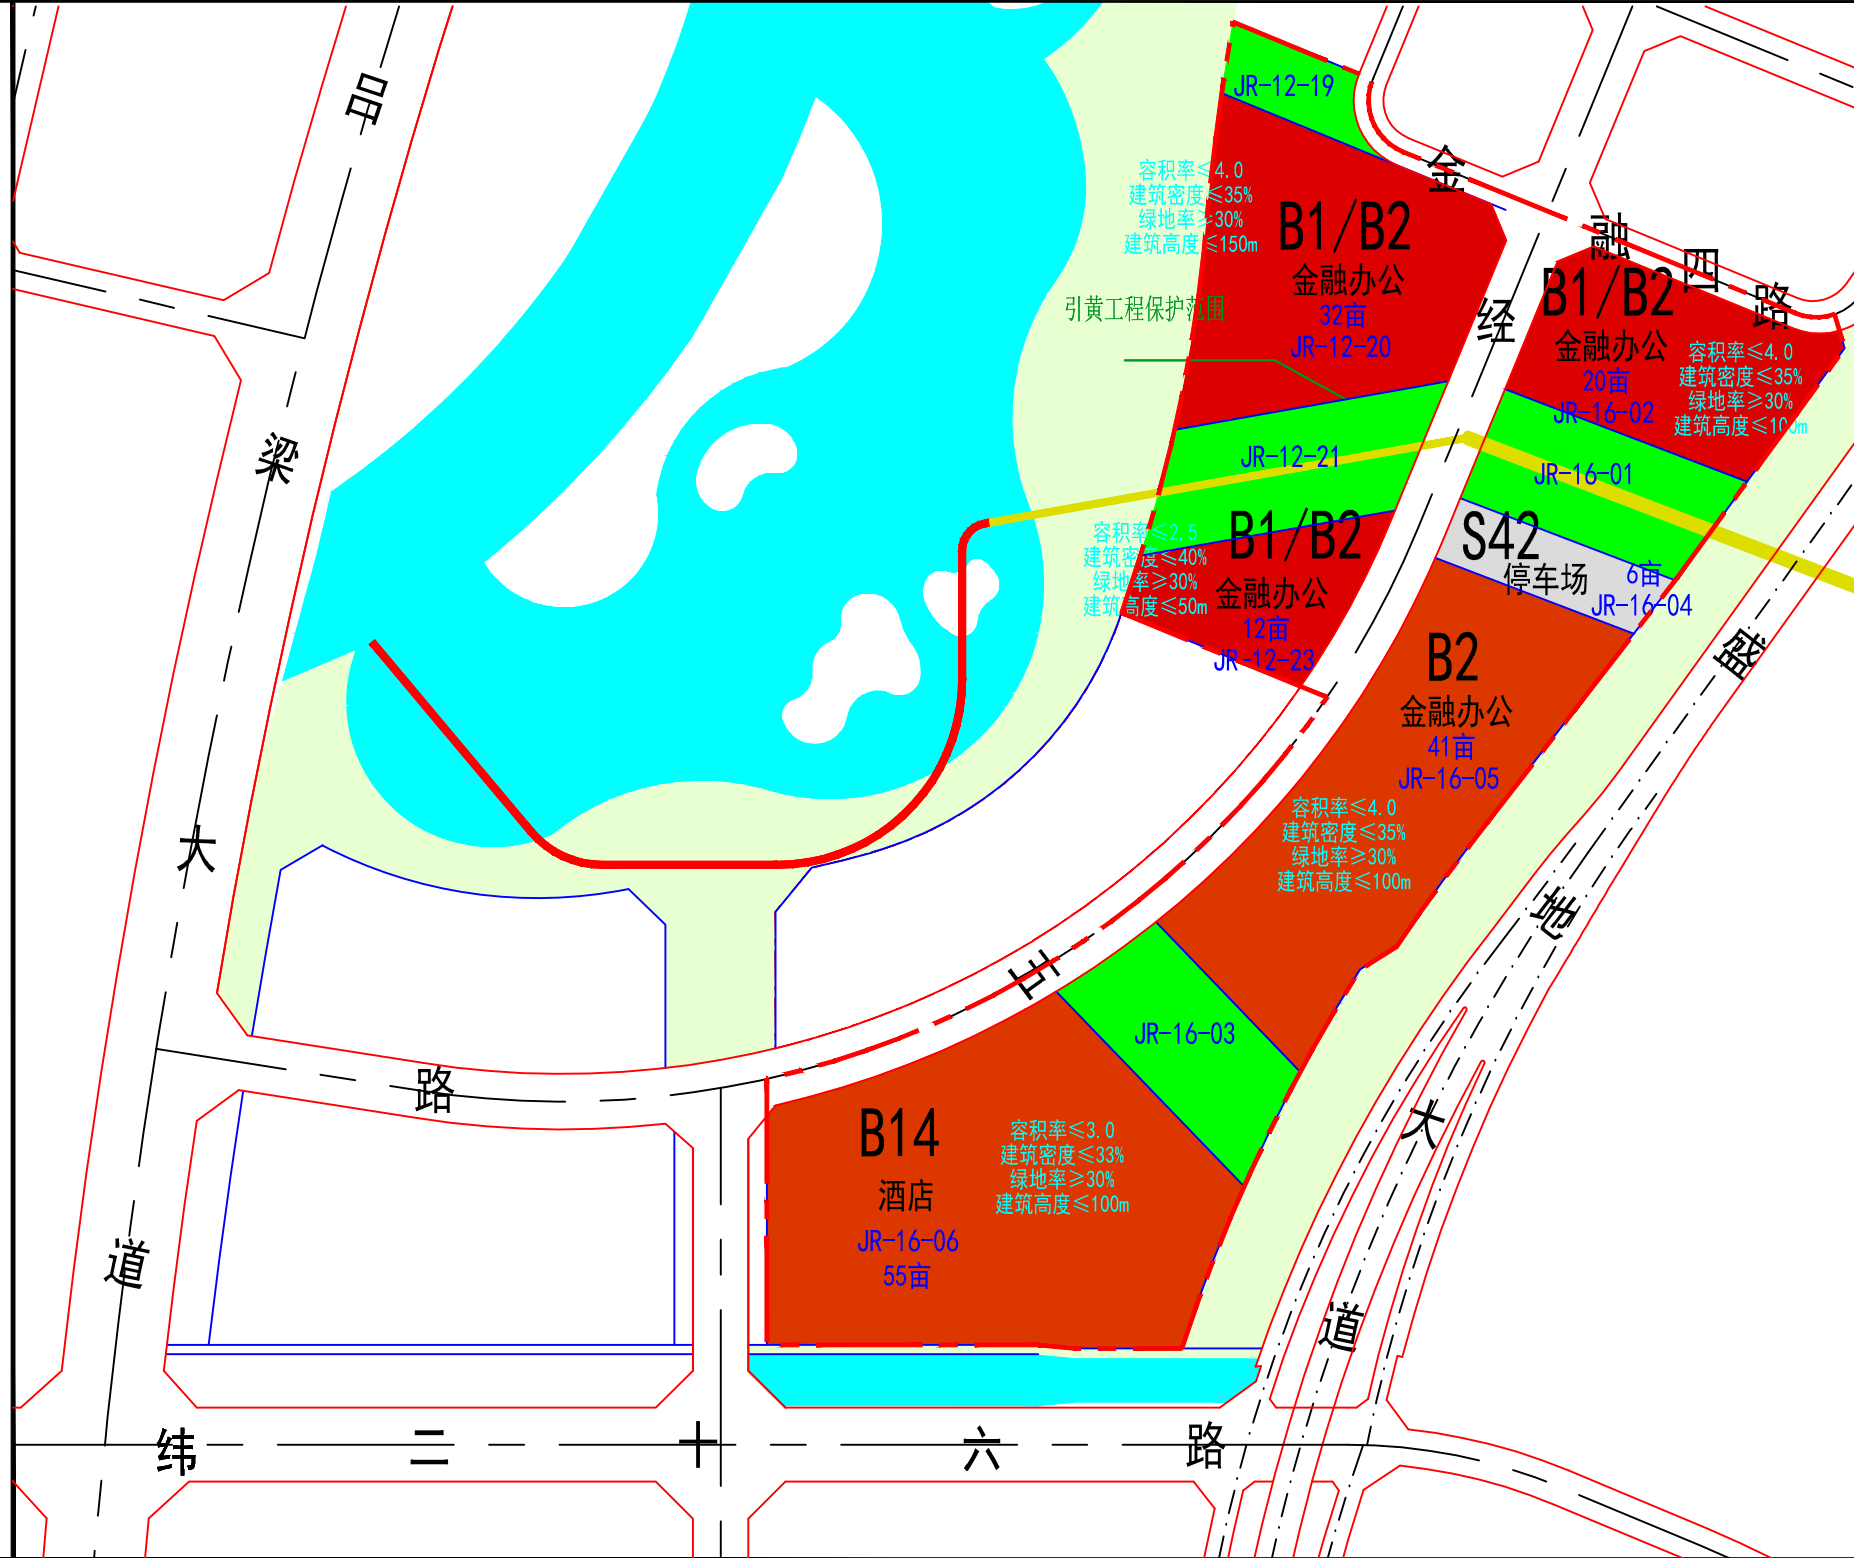 JR-12-19
容积率≤4.0
建筑密度≤35%
绿地率≥30%
建筑高度≤150m
B1/B2
金融办公
32亩
JR-12-20
引黄工程保护范围
金融四路
B1/B2
金融办公
20亩
JR-16-02
容积率≤4.0
建筑密度≤35%
绿地率≥30%
建筑高度≤100m
JR-12-21
JR-16-01
容积率≤2.5
建筑密度≤40%
绿地率≥30%
建筑高度≤50m
B1/B2
金融办公
12亩
JR-12-23
S42
停车场
6亩
JR-16-04
B2
金融办公
41亩
JR-16-05
容积率≤4.0
建筑密度≤35%
绿地率≥30%
建筑高度≤100m
JR-16-03
B14
酒店
JR-16-06
55亩
容积率≤3.0
建筑密度≤33%
绿地率≥30%
建筑高度≤100m
经
廿
路
品
梁
大
道
盛
地
大
道
纬二十六路